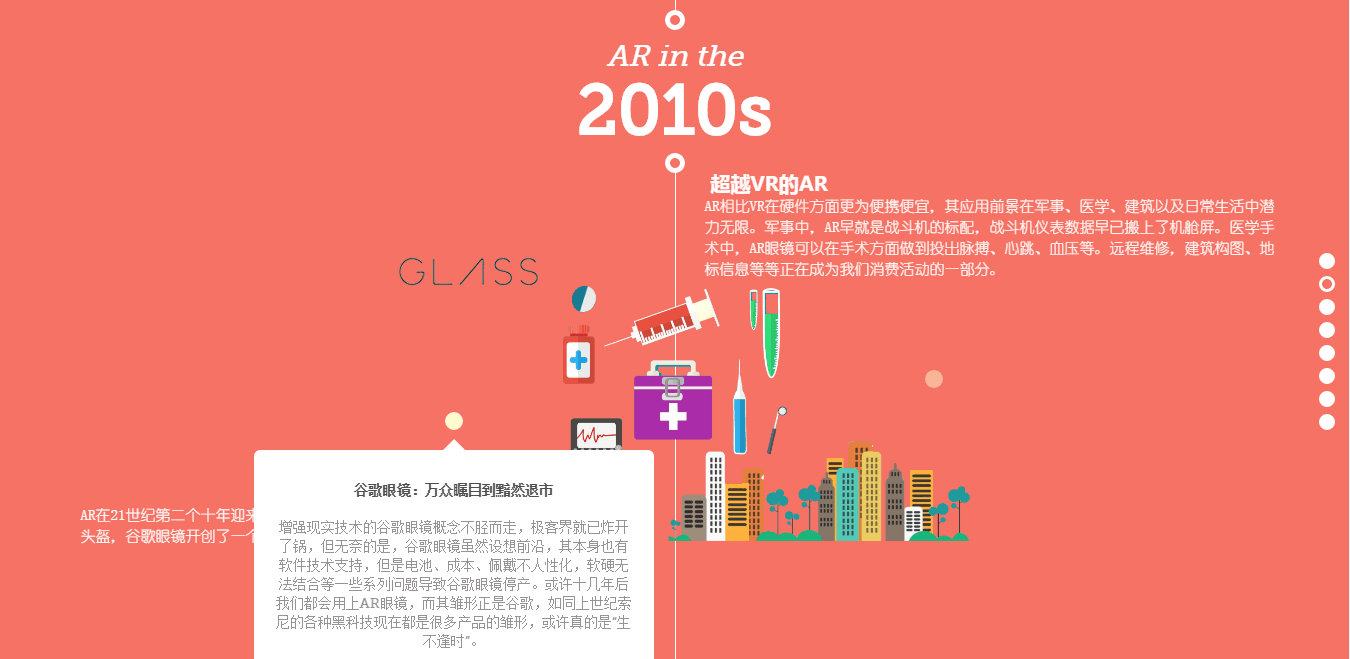 AR in the
2010s
超越VR的AR
AR相比VR在硬件方面更为便携便宜，其应用前景在军事、医学、建筑以及日常生活中潜
力无限。军事中，AR早就是战斗机的标配，战斗机仪表数据早已搬上了机舱屏。医学手
术中，AR眼镜可以在手术方面做到投出脉搏、心跳、血压等。远程维修，建筑构图、地
标信息等等正在成为我们消费活动的一部分。
GLASS
AR在21世纪第二个十年迎来
头盔，谷歌眼镜开创了一个
谷歌眼镜：万众瞩目到黯然退市
增强现实技术的谷歌眼镜概念不胫而走，极客界就已炸开
了锅，但无奈的是，谷歌眼镜虽然设想前沿，其本身也有
软件技术支持，但是电池、成本、佩戴不人性化，软硬无
法结合等一些系列问题导致谷歌眼镜停产。或许十几年后
我们都会用上AR眼镜，而其雏形正是谷歌，如同上世纪索
尼的各种黑科技现在都是很多产品的雏形，或许真的是“生
不逢时”。